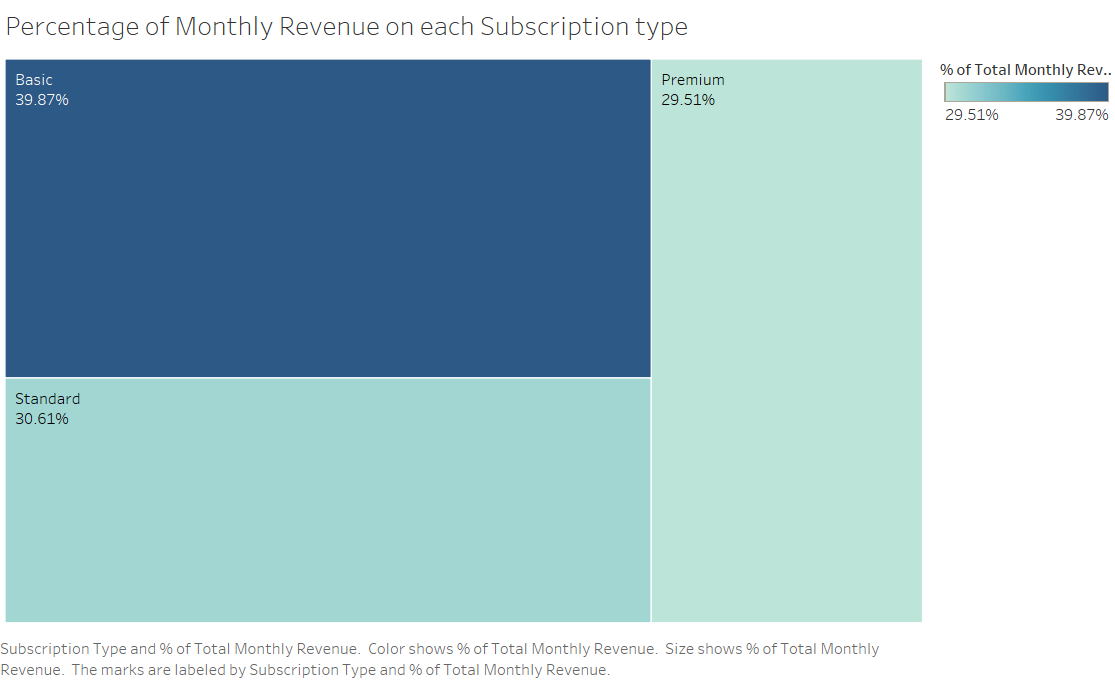 Percentage of Monthly Revenue on each Subscription type
Basic
39.87%
Premium
29.51%
% of Total Monthly Rev..
29.51% 39.87%
Standard
30.61%
Subscription Type and % of Total Monthly Revenue.  Color shows % of Total Monthly Revenue.  Size shows % of Total Monthly
Revenue.  The marks are labeled by Subscription Type and % of Total Monthly Revenue.